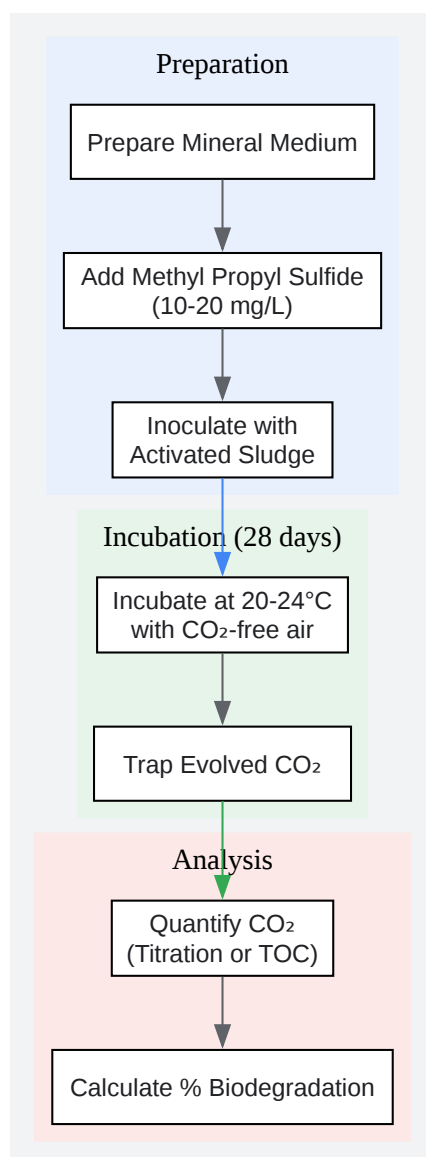 Preparation
Prepare Mineral Medium
Add Methyl Propyl Sulfide
(10-20 mg/L)
Inoculate with
Activated Sludge
Incubation (28 days)
Incubate at 20-24°C
with CO₂-free air
Trap Evolved CO₂
Analysis
Quantify CO₂
(Titration or TOC)
Calculate % Biodegradation